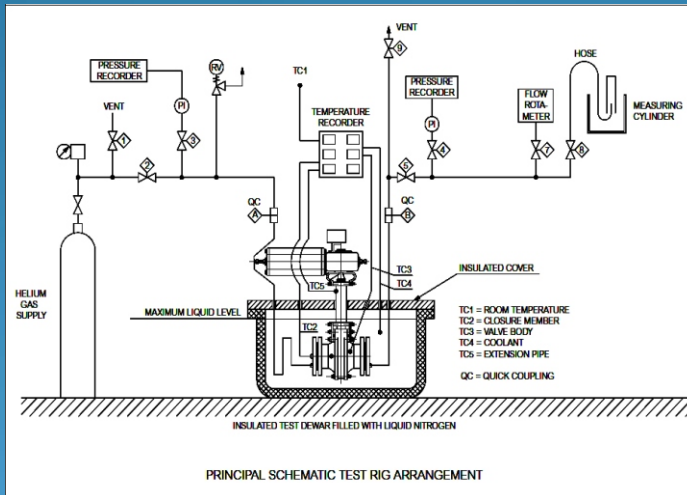 VENT
9
PRESSURE
RECORDER
RV
TC1
PRESSURE
RECORDER
HOSE
VENT
PI
TEMPERATURE
RECORDER
PI
FLOW
ROTA-
METER
MEASURING
CYLINDER
1
3
4
7
8
2
5
QC
A
QC
B
TC3
TC4
INSULATED COVER
HELIUM
GAS
SUPPLY
TC5
MAXIMUM LIQUID LEVEL
TC2
TC1 = ROOM TEMPERATURE
TC2 = CLOSURE MEMBER
TC3 = VALVE BODY
TC4 = COOLANT
TC5 = EXTENSION PIPE
QC = QUICK COUPLING
INSULATED TEST DEWAR FILLED WITH LIQUID NITROGEN
PRINCIPAL SCHEMATIC TEST RIG ARRANGEMENT